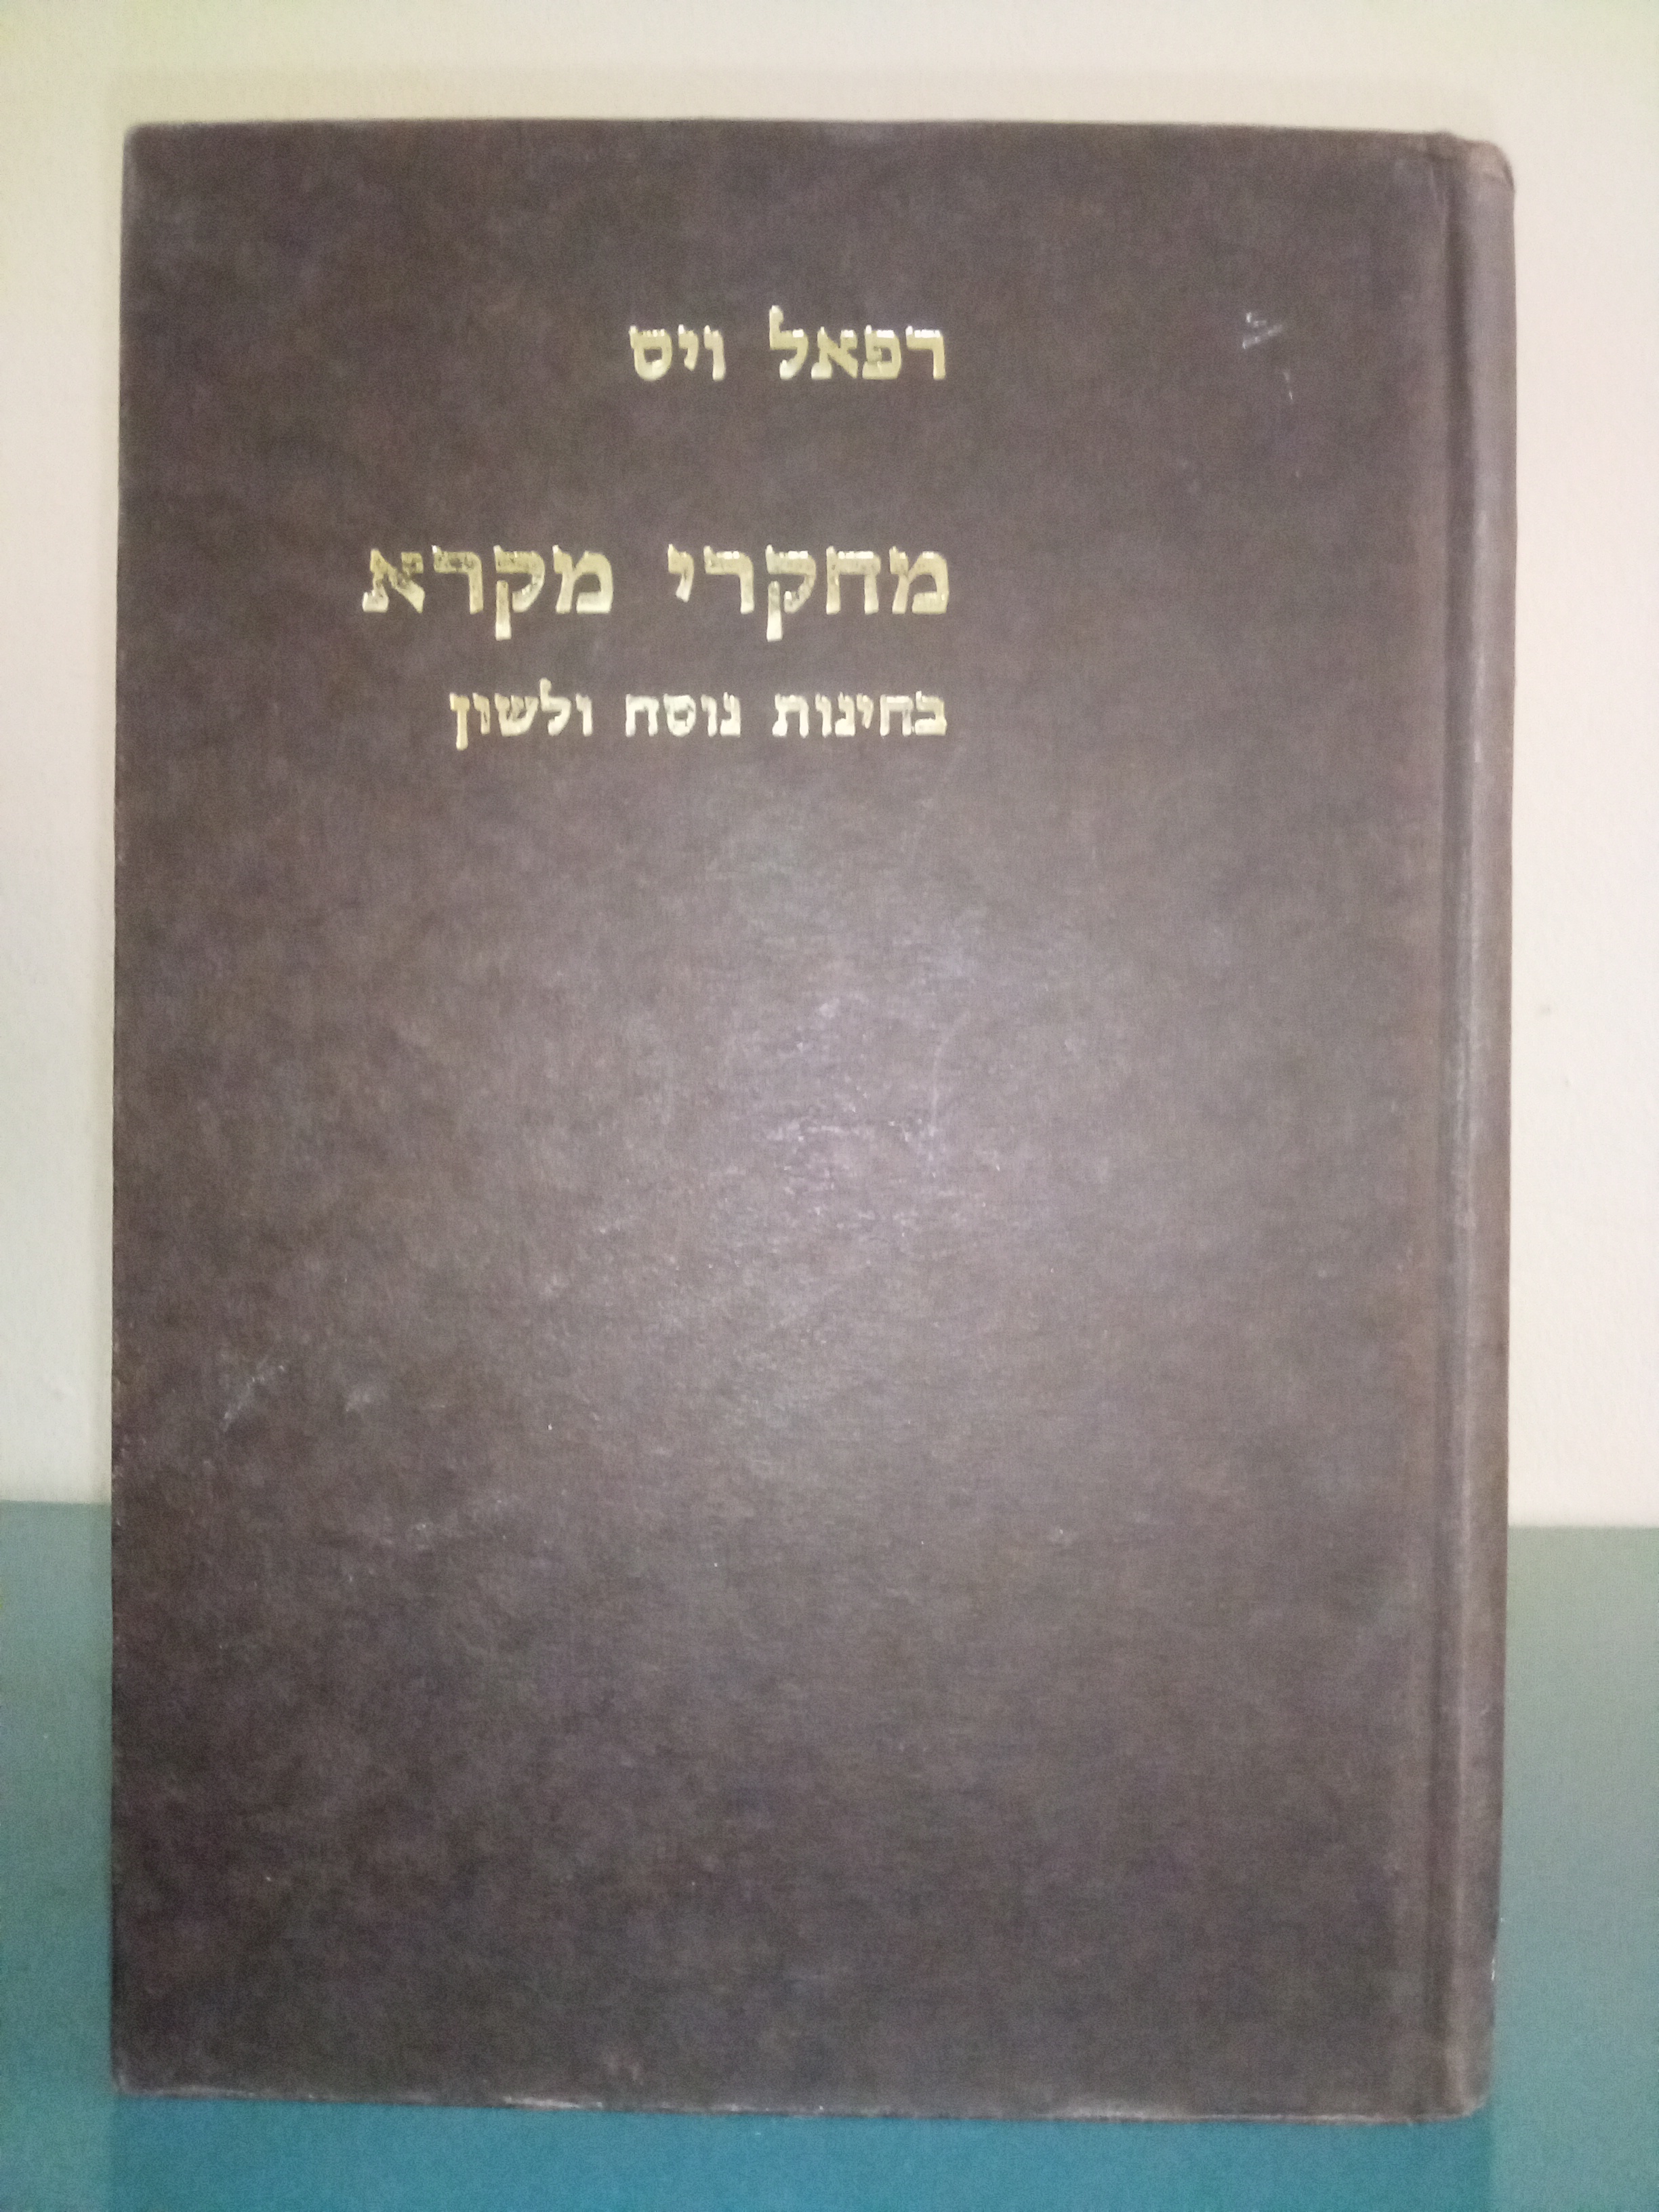 רפאל ויס
מחקרי מקרא
בחינות נוסח ולשון